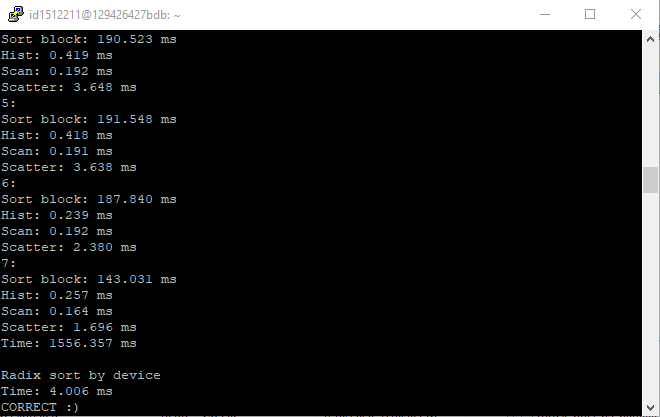 id1512211@129426427bdb: ~
Sort block: 190.523 ms
Hist: 0.419 ms
Scan: 0.192 ms
Scatter: 3.648 ms
5:
Sort block: 191.548 ms
Hist: 0.418 ms
Scan: 0.191 ms
Scatter: 3.638 ms
6:
Sort block: 187.840 ms
Hist: 0.239 ms
Scan: 0.192 ms
Scatter: 2.380 ms
7:
Sort block: 143.031 ms
Hist: 0.257 ms
Scan: 0.164 ms
Scatter: 1.696 ms
Time: 1556.357 ms
Radix sort by device
Time: 4.006 ms
CORRECT :)